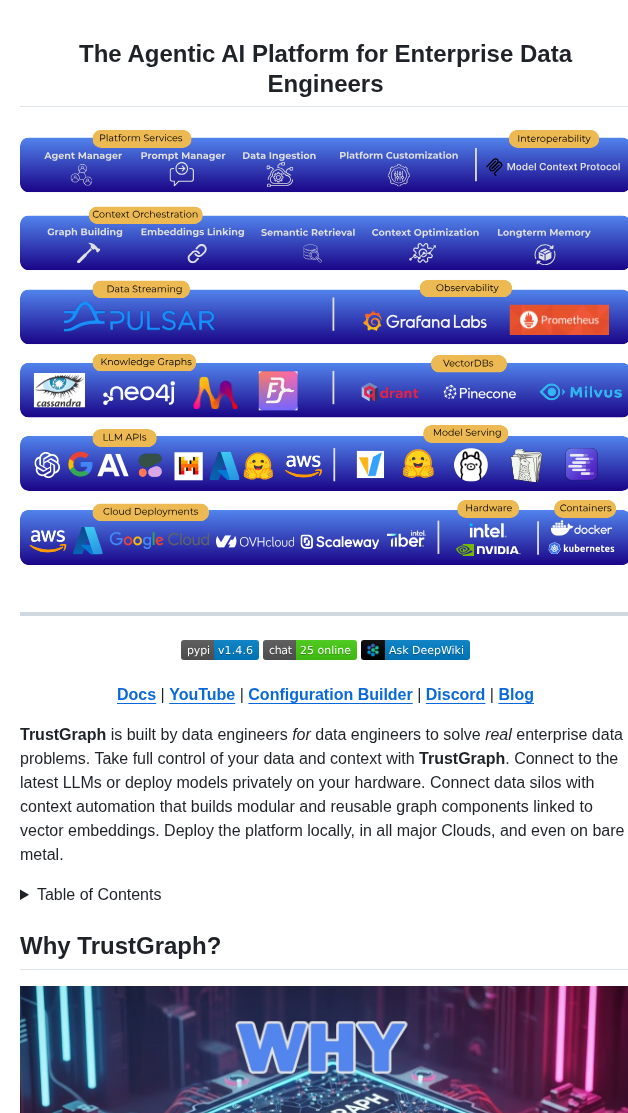 The Agentic AI Platform for Enterprise Data
Engineers
Platform Services
Interoperability
Agent Manager Prompt Manager Data Ingestion Platform Customization
Model Context Protocol
Context Orchestration
Graph Building Embeddings Linking Semantic Retrieval Context Optimization Longterm Memory
Data Streaming
Observability
PULSAR
Grafana Labs
Prometheus
Knowledge Graphs
VectorDBs
cassandra
neo4j
drant
Pinecone
Milvus
LLM APIs
Model Serving
aws
Cloud Deployments
Hardware
Containers
aws
Google Cloud
OVHcloud
Scaleway
intel.
Tiber
intel.
NVIDIA.
docker
kubernetes
pypi v1.4.6 chat 25 online Ask DeepWiki
Docs | YouTube | Configuration Builder | Discord | Blog
TrustGraph is built by data engineers for data engineers to solve real enterprise data
problems. Take full control of your data and context with TrustGraph. Connect to the
latest LLMs or deploy models privately on your hardware. Connect data silos with
context automation that builds modular and reusable graph components linked to
vector embeddings. Deploy the platform locally, in all major Clouds, and even on bare
metal.
Table of Contents
Why TrustGraph?
WHY